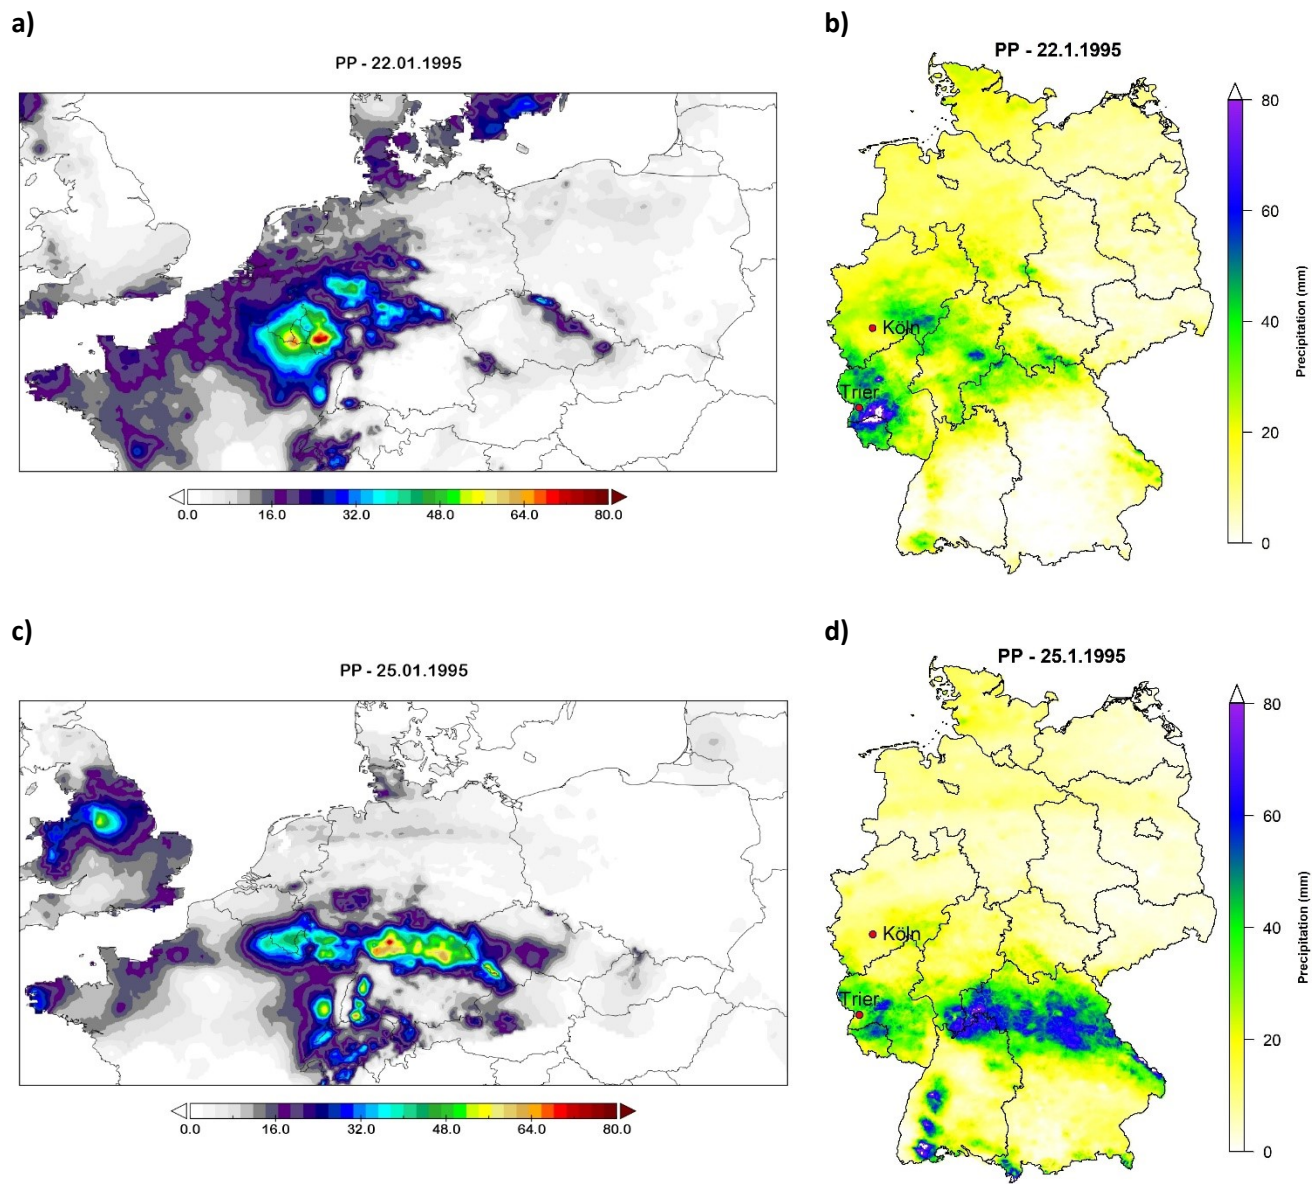 a)
PP - 22.01.1995
0.0 16.0 32.0 48.0 64.0 80.0
b)
PP - 22.1.1995
Köln
Trier
80
60
40
20
0
Precipitation (mm)
c)
PP - 25.01.1995
0.0 16.0 32.0 48.0 64.0 80.0
d)
PP - 25.1.1995
Köln
Trier
80
60
40
20
0
Precipitation (mm)